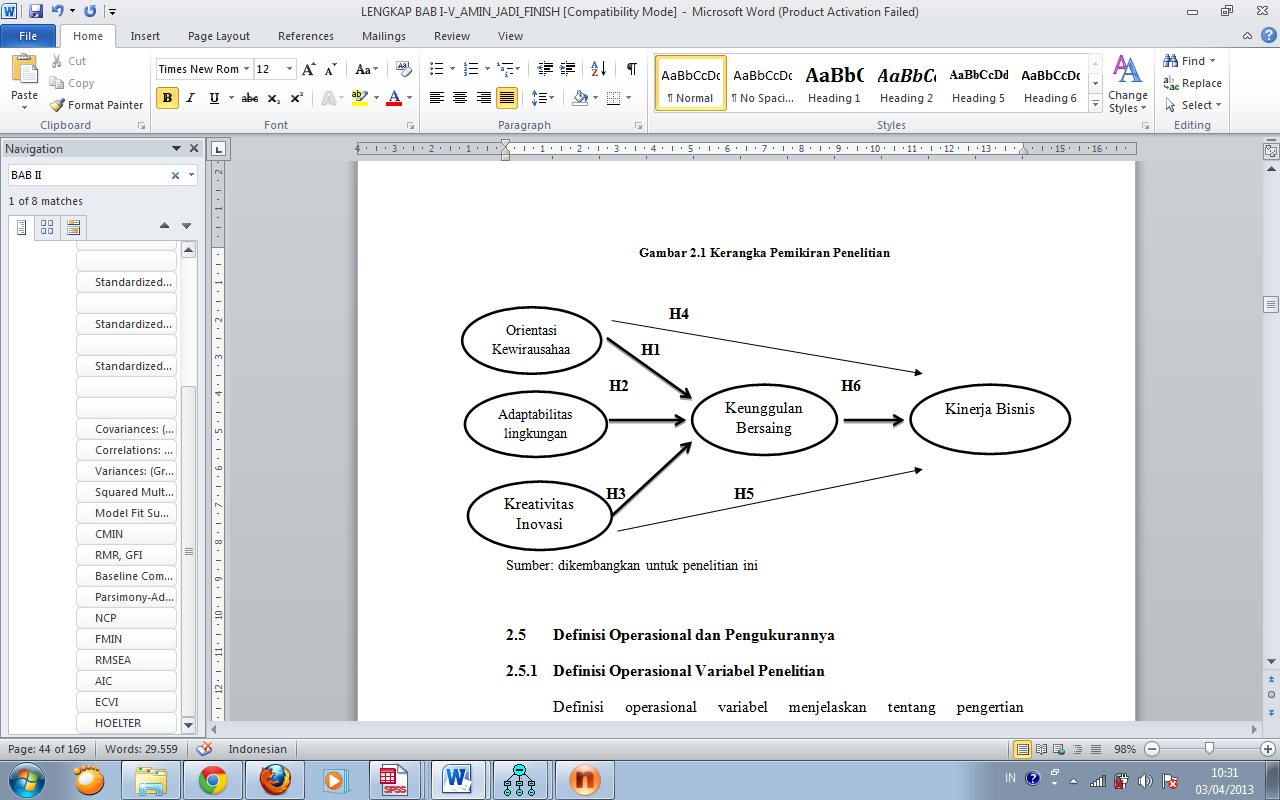 LENGKAP BAB I-V_AMIN_JADI_FINISH [Compatibility Mode] - Microsoft Word (Product Activation Failed)
File Home Insert Page Layout References Mailings Review View
Paste
Cut
Copy
Format Painter
Clipboard
Times New Rom 12
Font
Paragraph
AaBbCcDc AaBbCcDc AaBbC AaBbCc AaBbCcDd AaBbCcDc
¶ Normal ¶ No Spaci... Heading 1 Heading 2 Heading 5 Heading 6
Styles
Change Styles
Find
Replace
Select
Editing
Navigation
BAB II
1 of 8 matches
Standardized...
Standardized...
Standardized...
Covariances: (...
Correlations: ...
Variances: (Gr...
Squared Mult...
Model Fit Su...
CMIN
RMR, GFI
Baseline Com...
Parsimony-Ad...
NCP
FMIN
RMSEA
AIC
ECVI
HOELTER
Gambar 2.1 Kerangka Pemikiran Penelitian
H4
Orientasi
Kewirausahaa
H1
H2
H6
Adaptabilitas
lingkungan
Keunggulan
Bersaing
Kinerja Bisnis
H3
H5
Kreativitas
Inovasi
Sumber: dikembangkan untuk penelitian ini
2.5 Definisi Operasional dan Pengukurannya
2.5.1 Definisi Operasional Variabel Penelitian
Definisi operasional variabel menjelaskan tentang pengertian
Page: 44 of 169 Words: 29.559 Indonesian 98%
SPSS
IN
10:31
03/04/2013